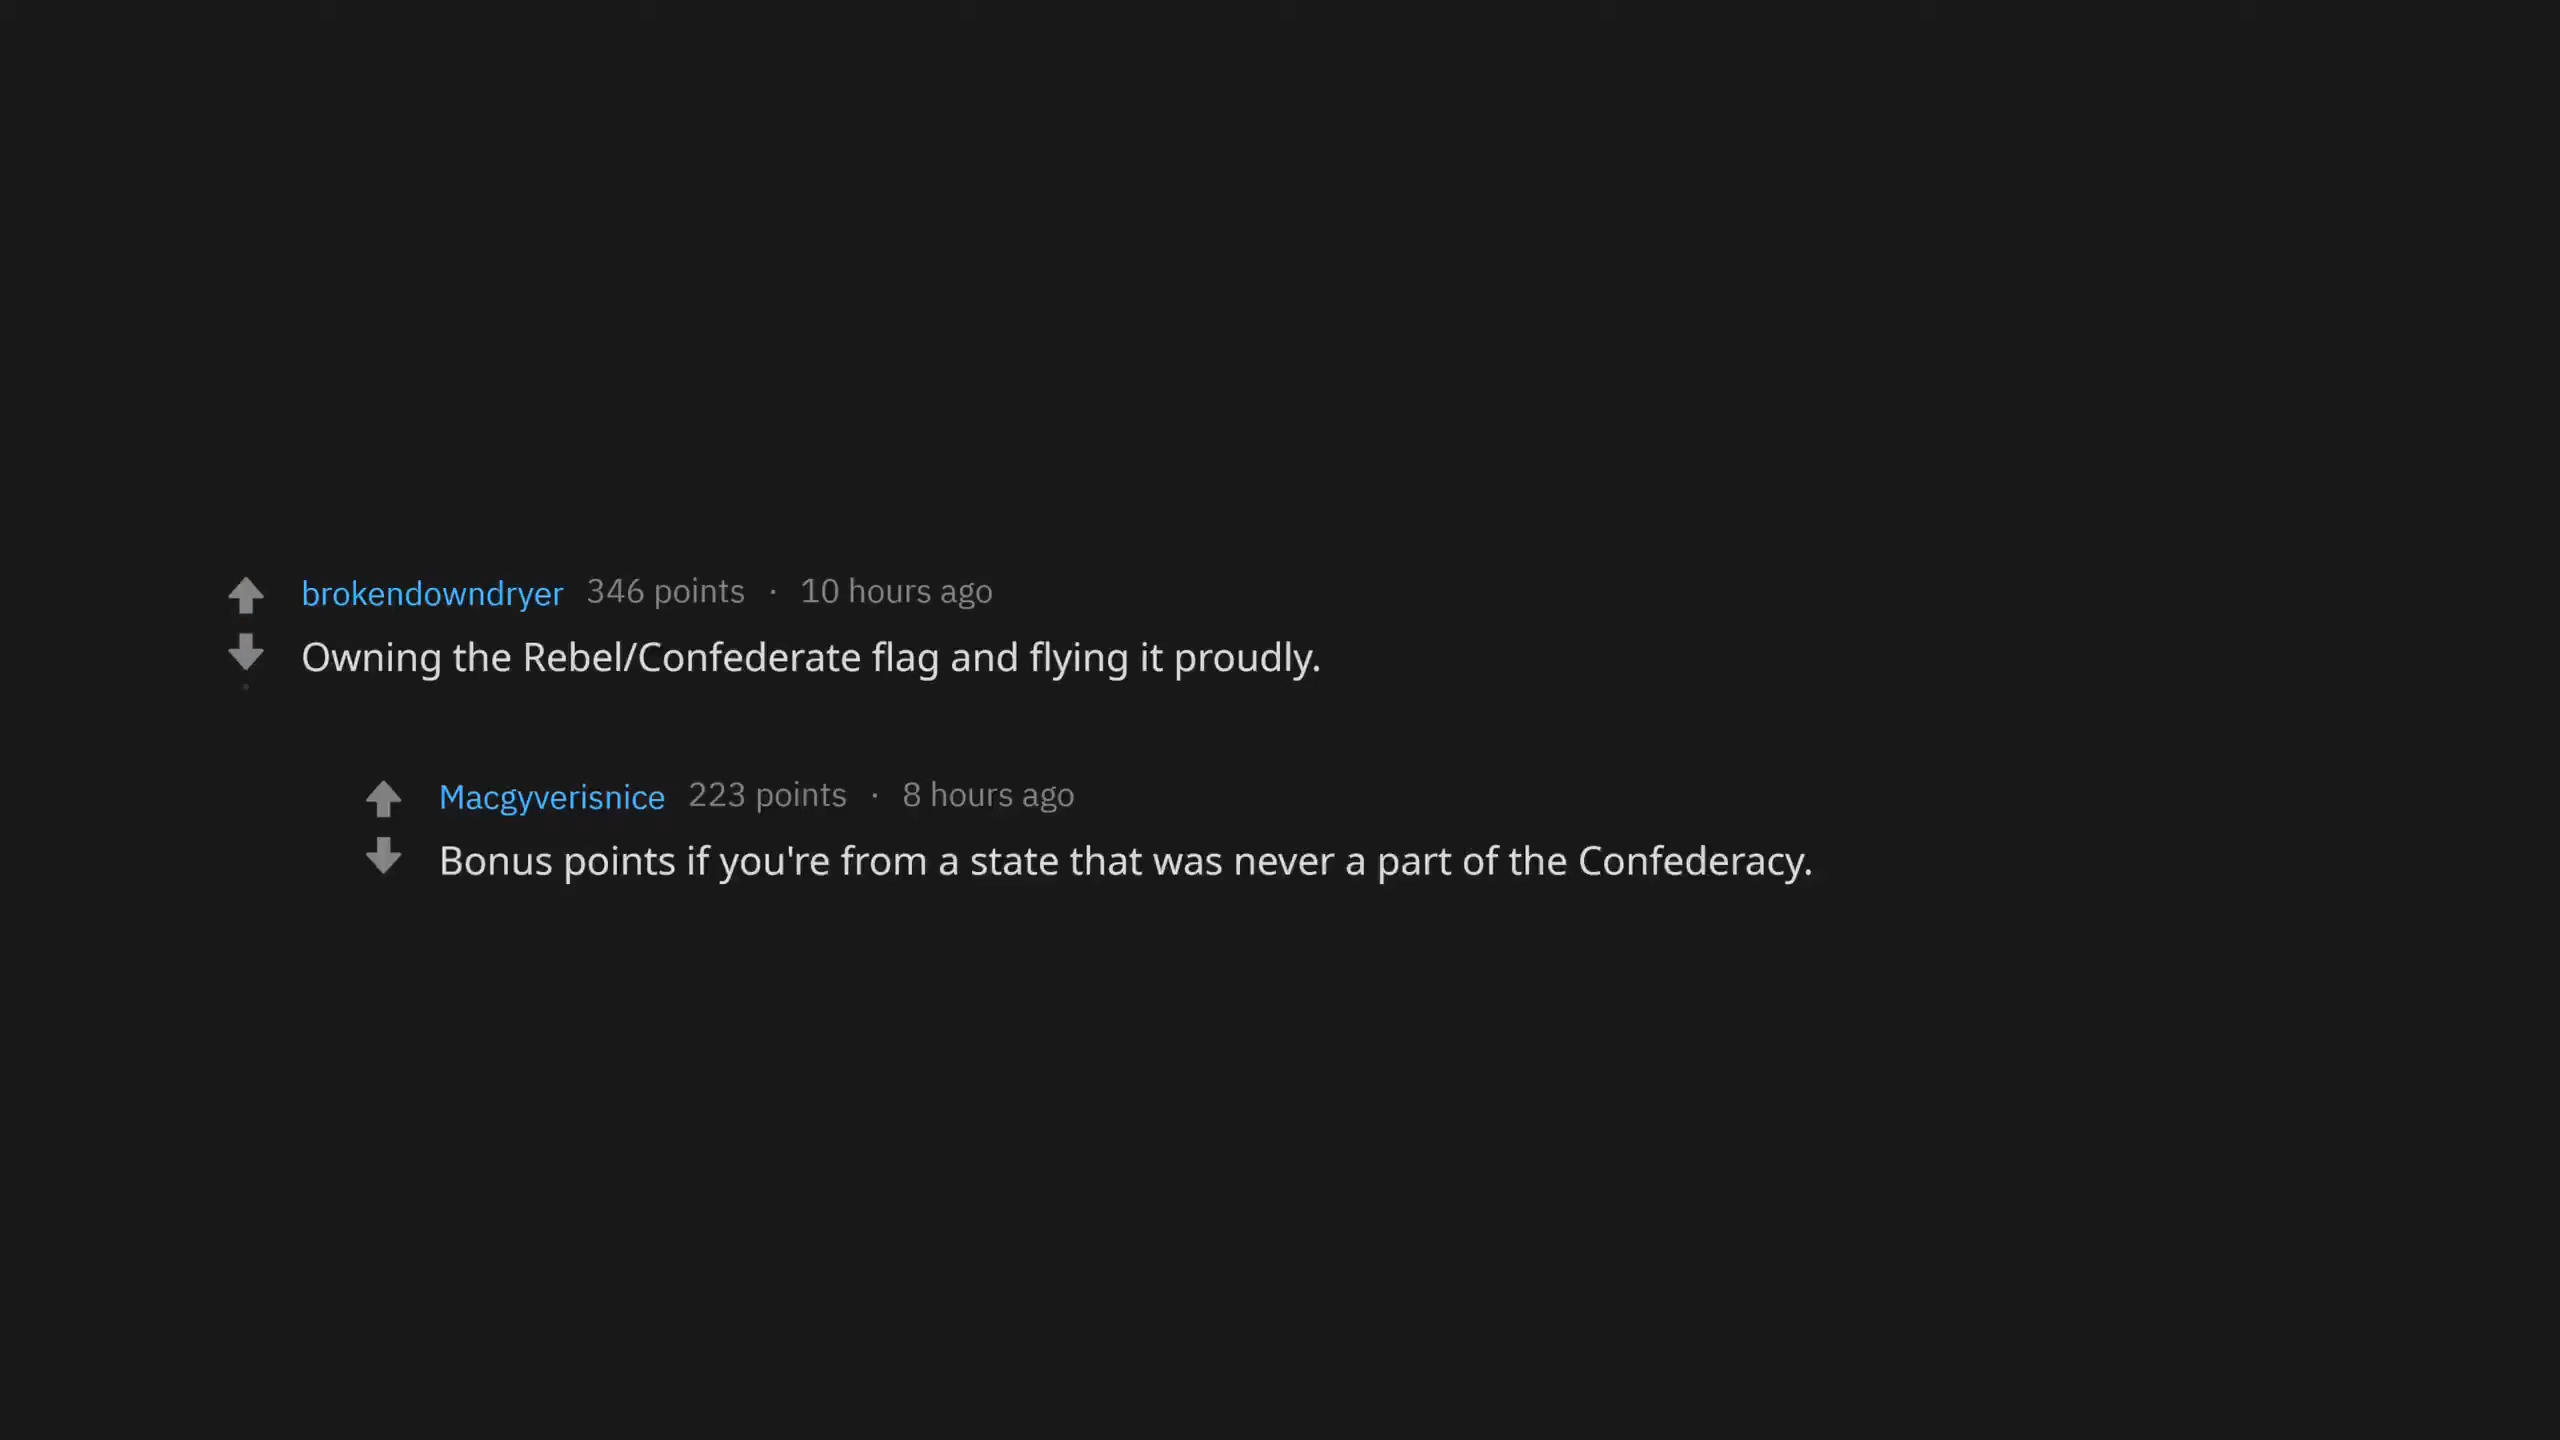 brokendowndryer 346 points · 10 hours ago
Owning the Rebel/Confederate flag and flying it proudly.
Macgyverisnice 223 points · 8 hours ago
Bonus points if you're from a state that was never a part of the Confederacy.